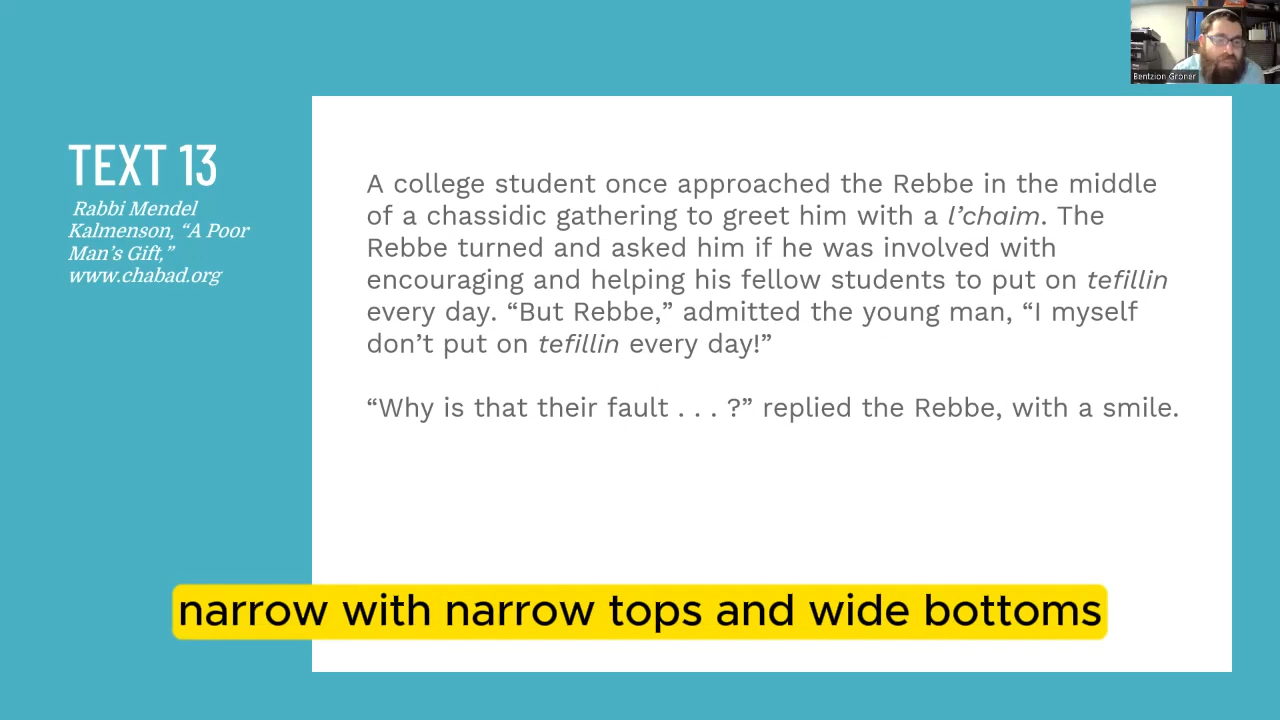 Bentzion Groner
TEXT 13
Rabbi Mendel
Kalmenson, “A Poor
Man’s Gift,”
www.chabad.org
A college student once approached the Rebbe in the middle
of a chassidic gathering to greet him with a l’chaim. The
Rebbe turned and asked him if he was involved with
encouraging and helping his fellow students to put on tefillin
every day. “But Rebbe,” admitted the young man, “I myself
don’t put on tefillin every day!”
“Why is that their fault . . . ?” replied the Rebbe, with a smile.
narrow with narrow tops and wide bottoms